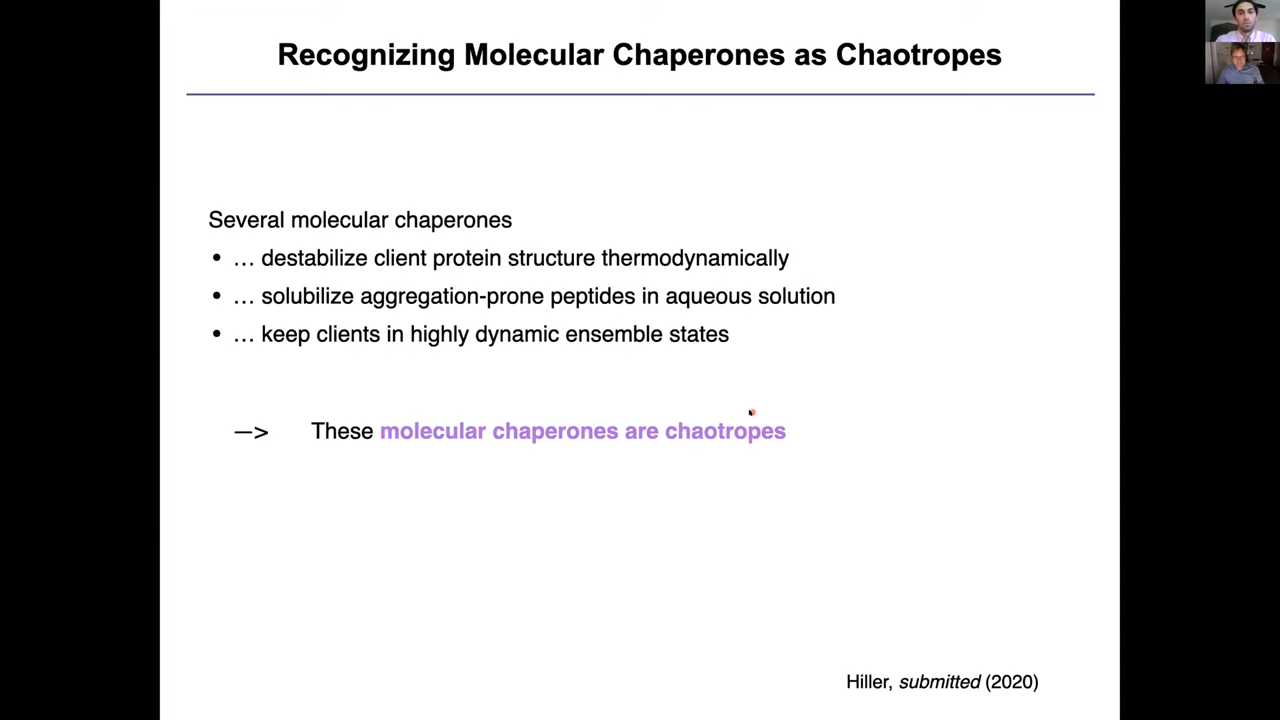 Recognizing Molecular Chaperones as Chaotropes
Several molecular chaperones
• … destabilize client protein structure thermodynamically
• … solubilize aggregation-prone peptides in aqueous solution
• … keep clients in highly dynamic ensemble states
—> These molecular chaperones are chaotropes
Hiller, submitted (2020)